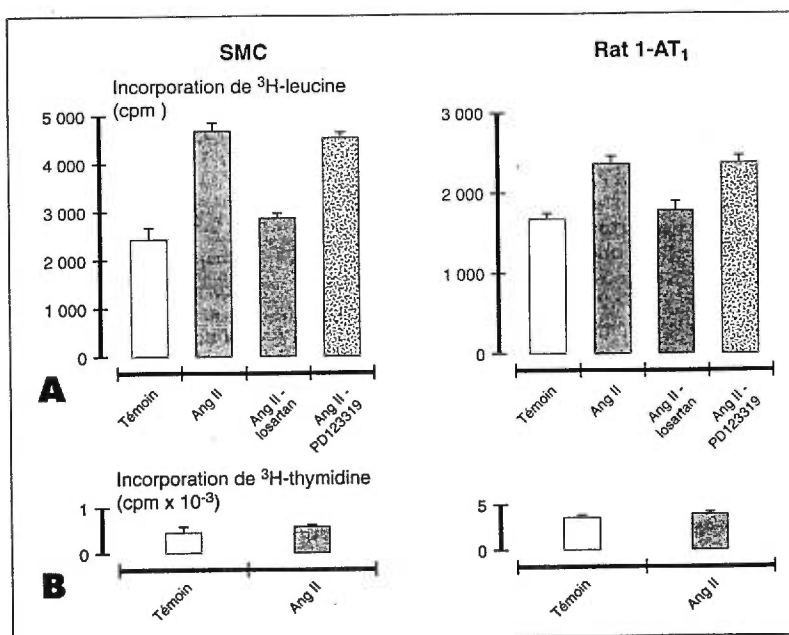 SMC
Rat 1-AT₁
Incorporation de ³H-leucine
(cpm )
5 000
4 000
3 000
2 000
1 000
0
3 000
2 000
1 000
0
A
Témoin
Ang II
Ang II -
losartan
Ang II -
PD123319
Témoin
Ang II
Ang II -
losartan
Ang II -
PD123319
Incorporation de ³H-thymidine
(cpm x 10⁻³)
1
0
5
0
B
Témoin
Ang II
Témoin
Ang II